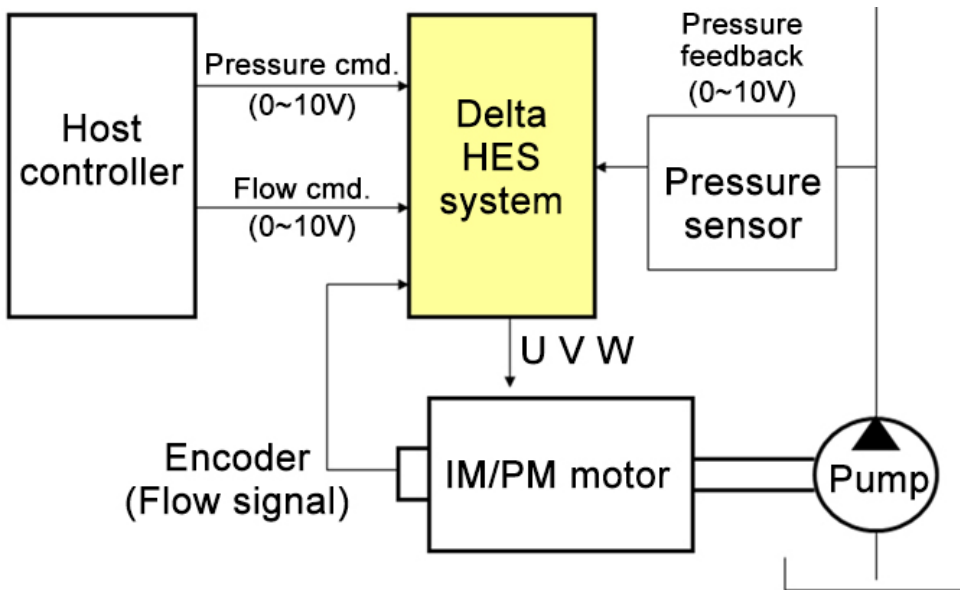 Host
controller
Pressure cmd.
(0~10V)
Flow cmd.
(0~10V)
Delta
HES
system
Pressure
feedback
(0~10V)
Pressure
sensor
U V W
Encoder
(Flow signal)
IM/PM motor
Pump